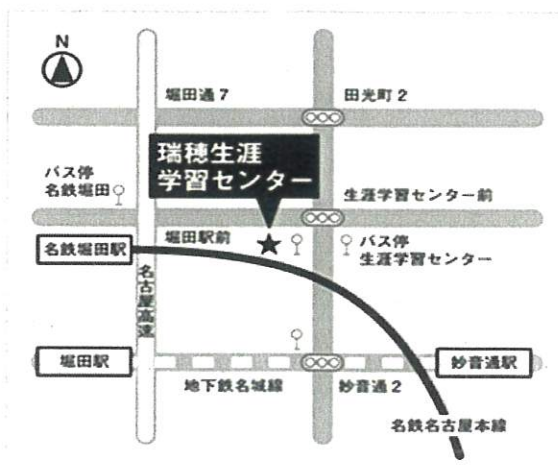 N
堀田通7
田光町2
瑞穂生涯
学習センター
バス停
名鉄堀田
生涯学習センター前
名鉄堀田駅
堀田駅前
バス停
生涯学習センター
名古屋高速
堀田駅
妙音通駅
地下鉄名城線
妙音通2
名鉄名古屋本線